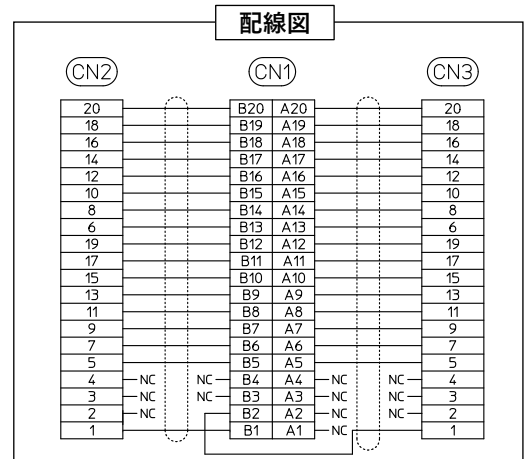 配線図
CN2 CN1 CN3
20 B20 A20 20
18 B19 A19 18
16 B18 A18 16
14 B17 A17 14
12 B16 A16 12
10 B15 A15 10
8 B14 A14 8
6 B13 A13 6
19 B12 A12 19
17 B11 A11 17
15 B10 A10 15
13 B9 A9 13
11 B8 A8 11
9 B7 A7 9
7 B6 A6 7
5 B5 A5 5
4 NC NC B4 A4 NC NC 4
3 NC NC B3 A3 NC NC 3
2 NC B2 A2 NC NC 2
1 B1 A1 NC 1